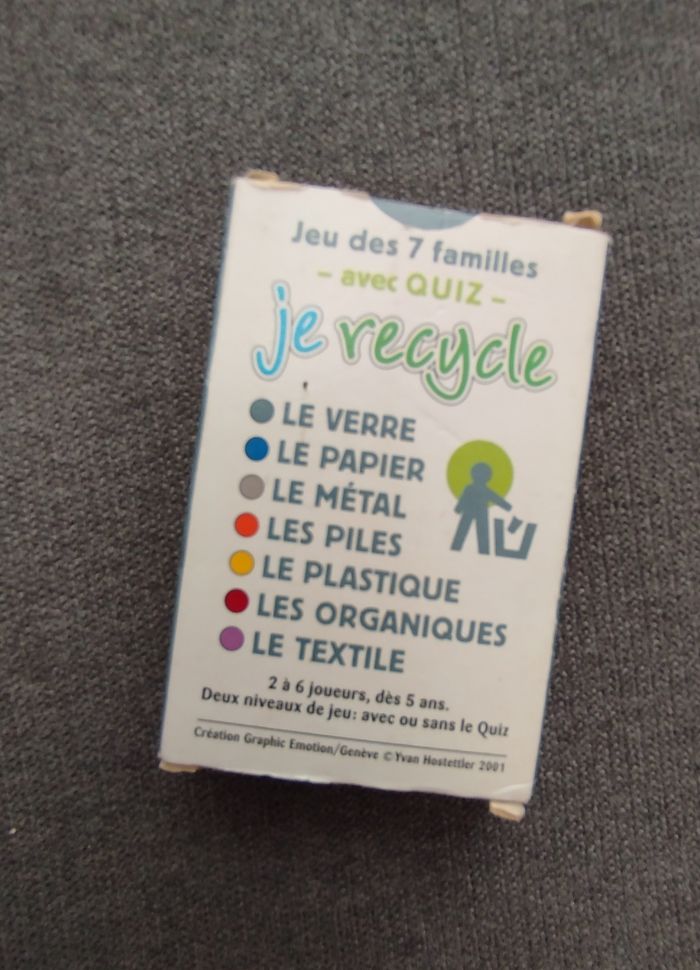 Jeu des 7 familles
– avec QUIZ –
je recycle
LE VERRE
LE PAPIER
LE MÉTAL
LES PILES
LE PLASTIQUE
LES ORGANIQUES
LE TEXTILE
2 à 6 joueurs, dès 5 ans.
Deux niveaux de jeu: avec ou sans le Quiz
Création Graphic Emotion/Genève © Yvan Hostettler 2001